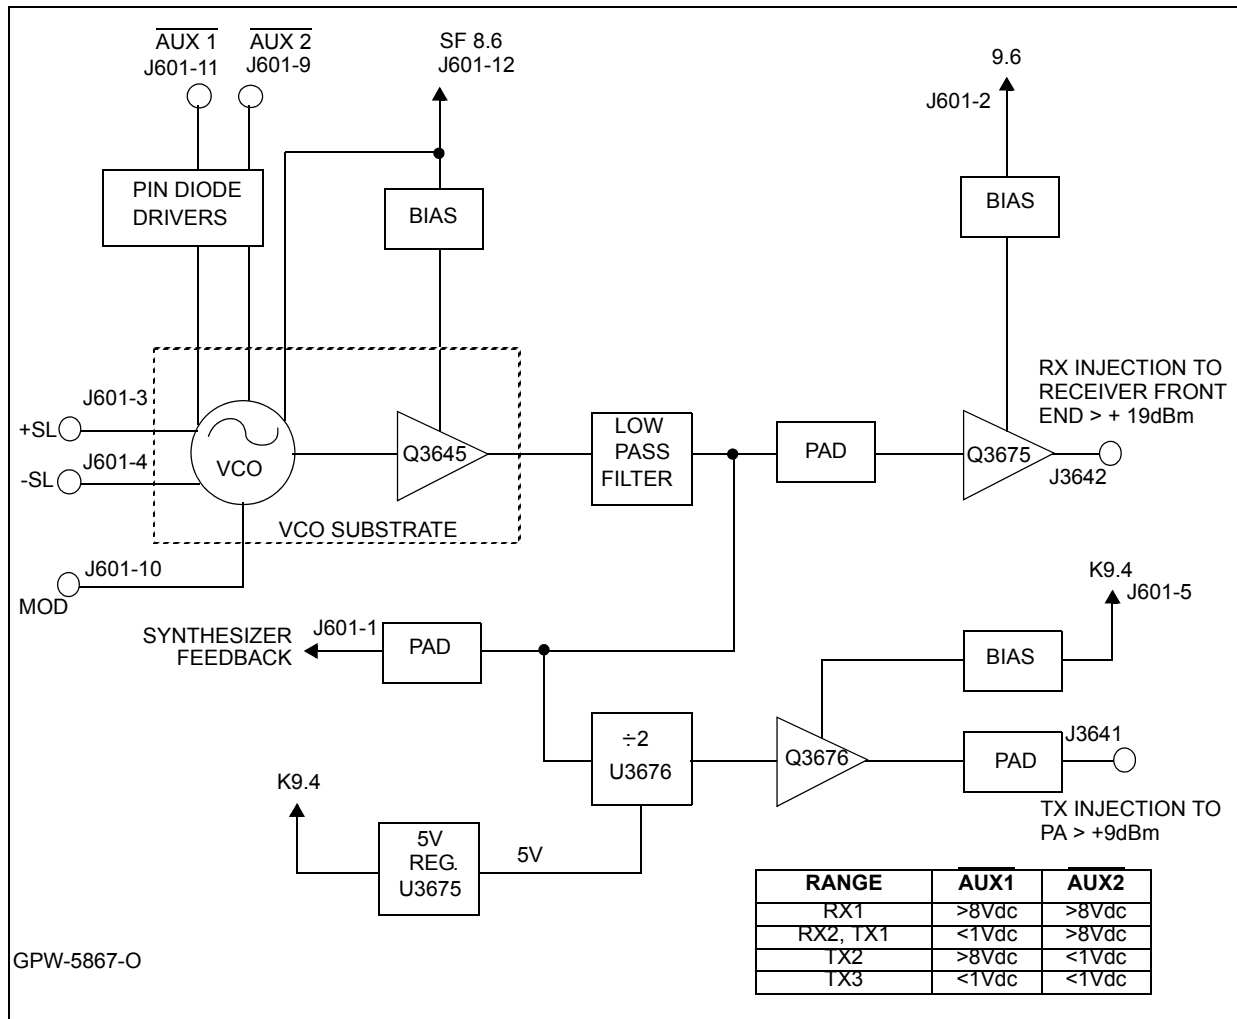 AUX 1
J601-11
AUX 2
J601-9
SF 8.6
J601-12
9.6
J601-2
PIN DIODE
DRIVERS
BIAS
BIAS
J601-3
+SL
J601-4
-SL
VCO
Q3645
VCO SUBSTRATE
LOW
PASS
FILTER
PAD
Q3675
RX INJECTION TO
RECEIVER FRONT
END > + 19dBm
J3642
J601-10
MOD
SYNTHESIZER
FEEDBACK
J601-1
PAD
K9.4
J601-5
BIAS
÷2
U3676
Q3676
PAD
J3641
TX INJECTION TO
PA > +9dBm
K9.4
5V
REG.
U3675
5V
RANGE AUX1 AUX2
RX1 >8Vdc >8Vdc
RX2, TX1 <1Vdc >8Vdc
TX2 >8Vdc <1Vdc
TX3 <1Vdc <1Vdc
GPW-5867-O